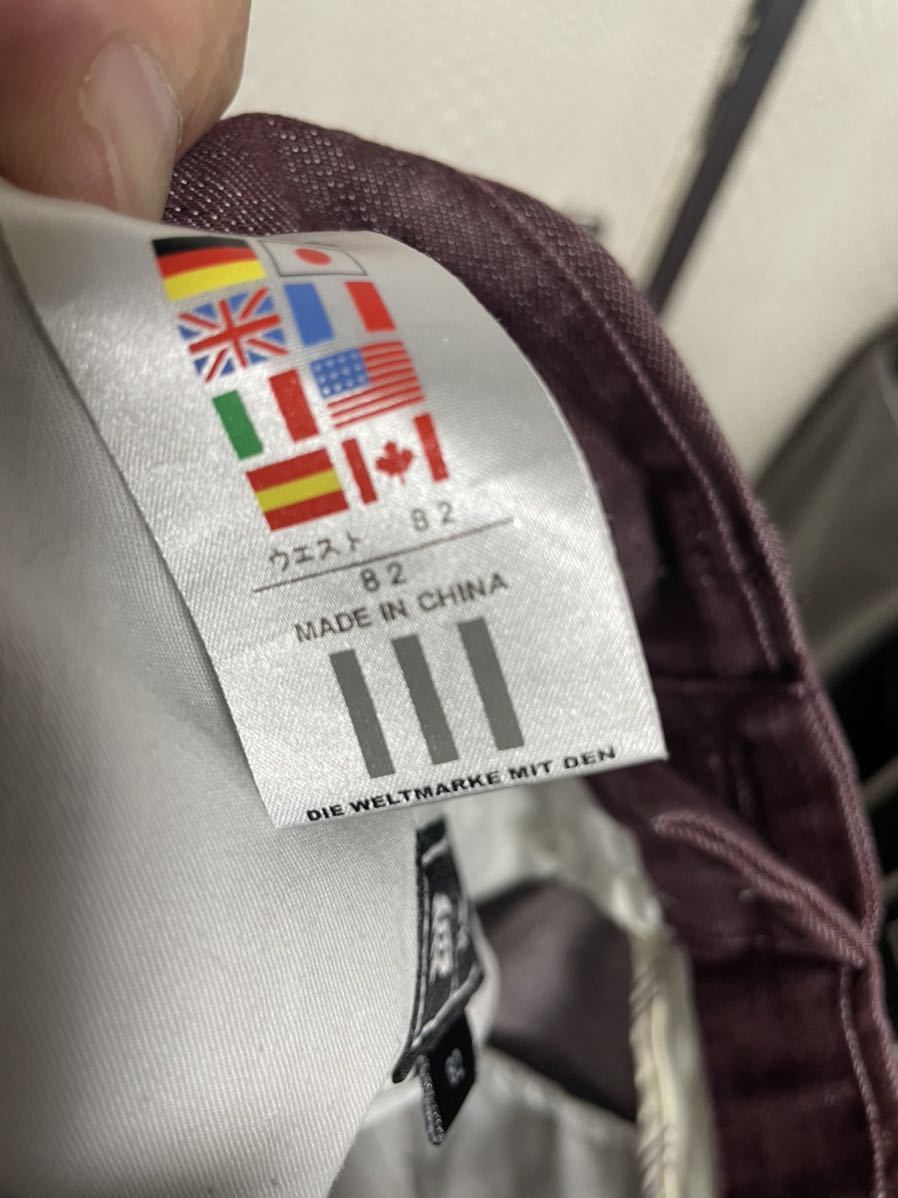 ウエスト 82
82
MADE IN CHINA
DIE WELTMARKE MIT DEN